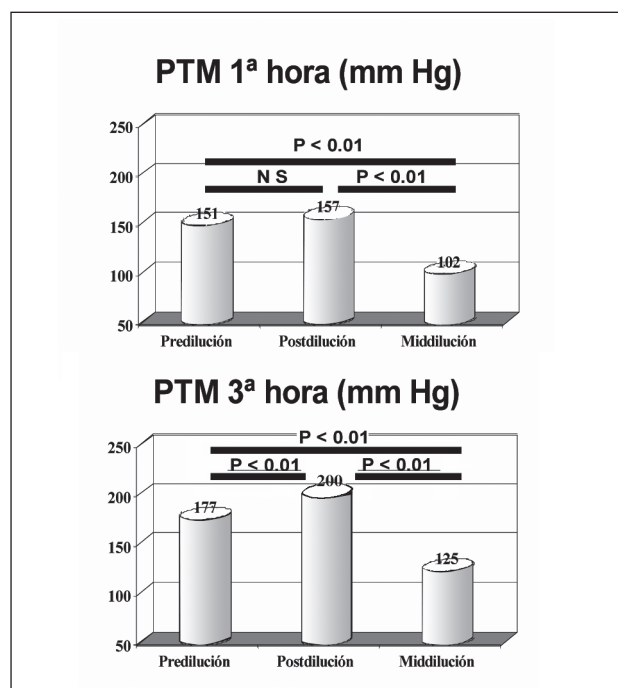 PTM 1ª hora (mm Hg)
250
200
150
100
50
P < 0.01
N S
P < 0.01
151
157
102
Predilución
Postdilución
Middilución
PTM 3ª hora (mm Hg)
250
200
150
100
50
P < 0.01
P < 0.01
P < 0.01
177
200
125
Predilución
Postdilución
Middilución